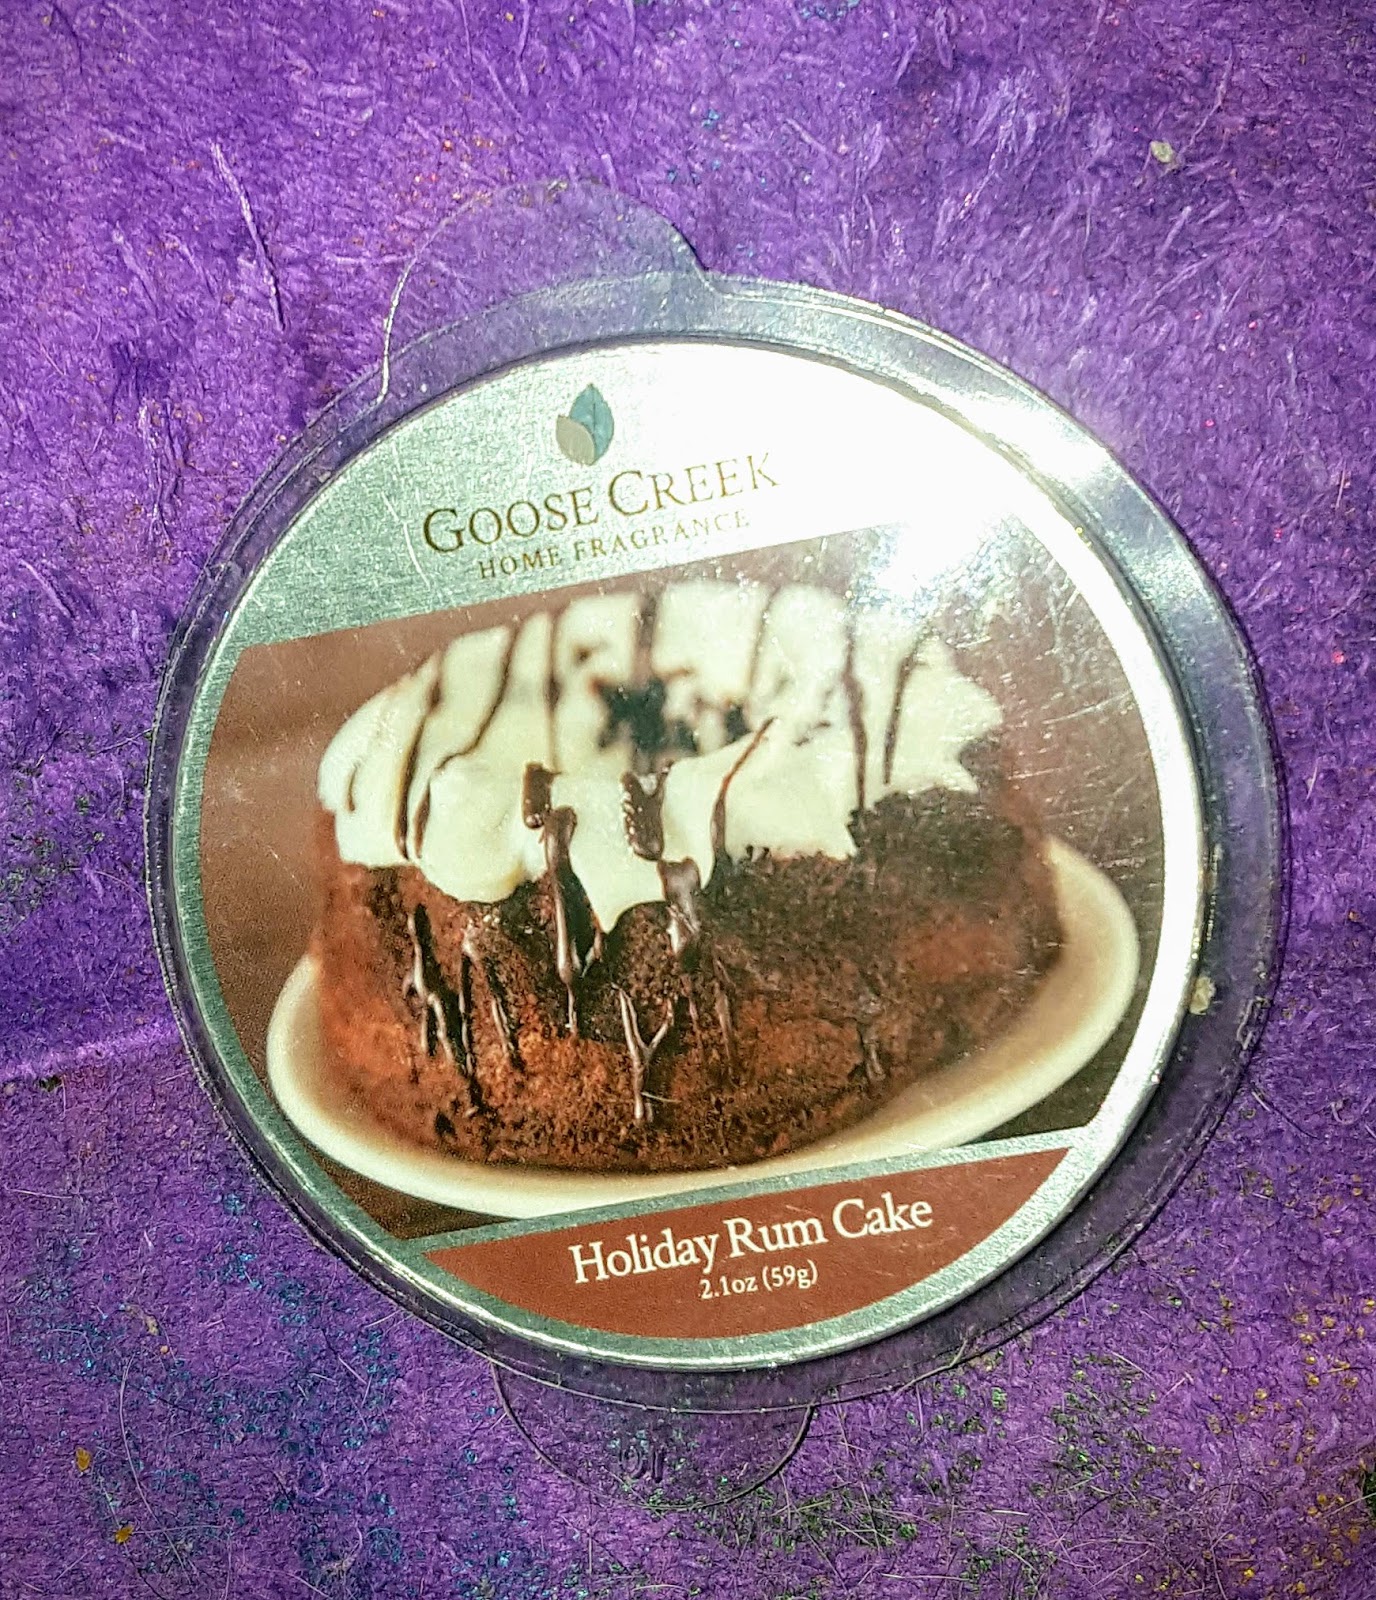 GOOSE CREEK
HOME FRAGRANCE
Holiday Rum Cake
2.1oz (59g)